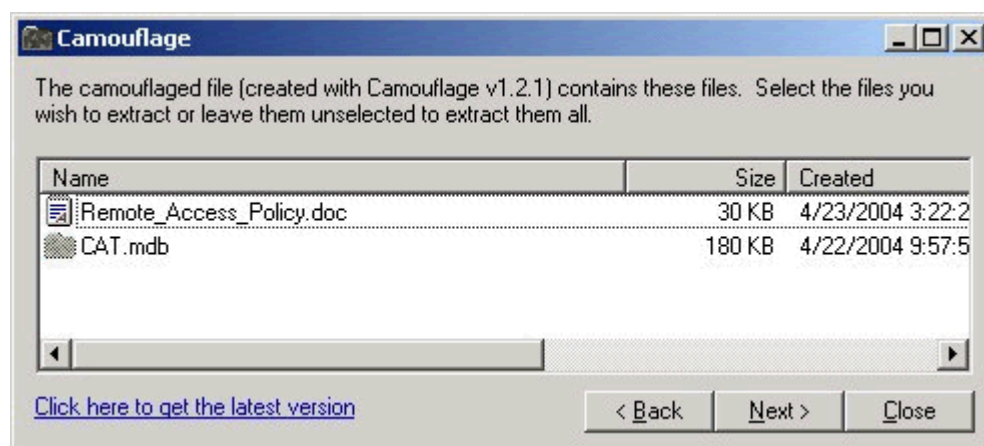 Camouflage
The camouflaged file (created with Camouflage v1.2.1) contains these files. Select the files you
wish to extract or leave them unselected to extract them all.
Name Size Created
Remote_Access_Policy.doc 30 KB 4/23/2004 3:22:2
CAT.mdb 180 KB 4/22/2004 9:57:5
Click here to get the latest version < Back Next > Close